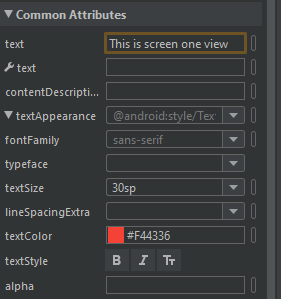 Common Attributes
text This is screen one view
text
contentDescripti...
textAppearance @android:style/Tex
fontFamily sans-serif
typeface
textSize 30sp
lineSpacingExtra
textColor #F44336
textStyle B I Tт
alpha